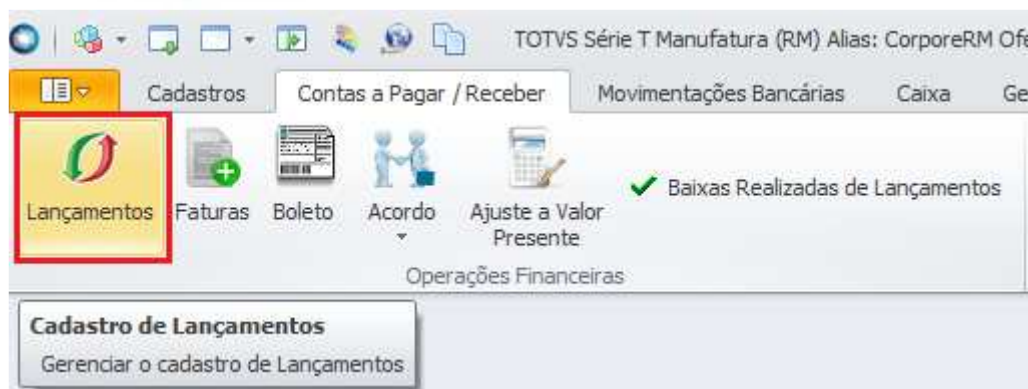 TOTVS Série T Manufatura (RM) Alias: CorporeRM Ofe
Cadastros Contas a Pagar / Receber Movimentações Bancárias Caixa Ge
Lançamentos Faturas Boleto Acordo Ajuste a Valor Presente Baixas Realizadas de Lançamentos
Operações Financeiras
Cadastro de Lançamentos
Gerenciar o cadastro de Lançamentos